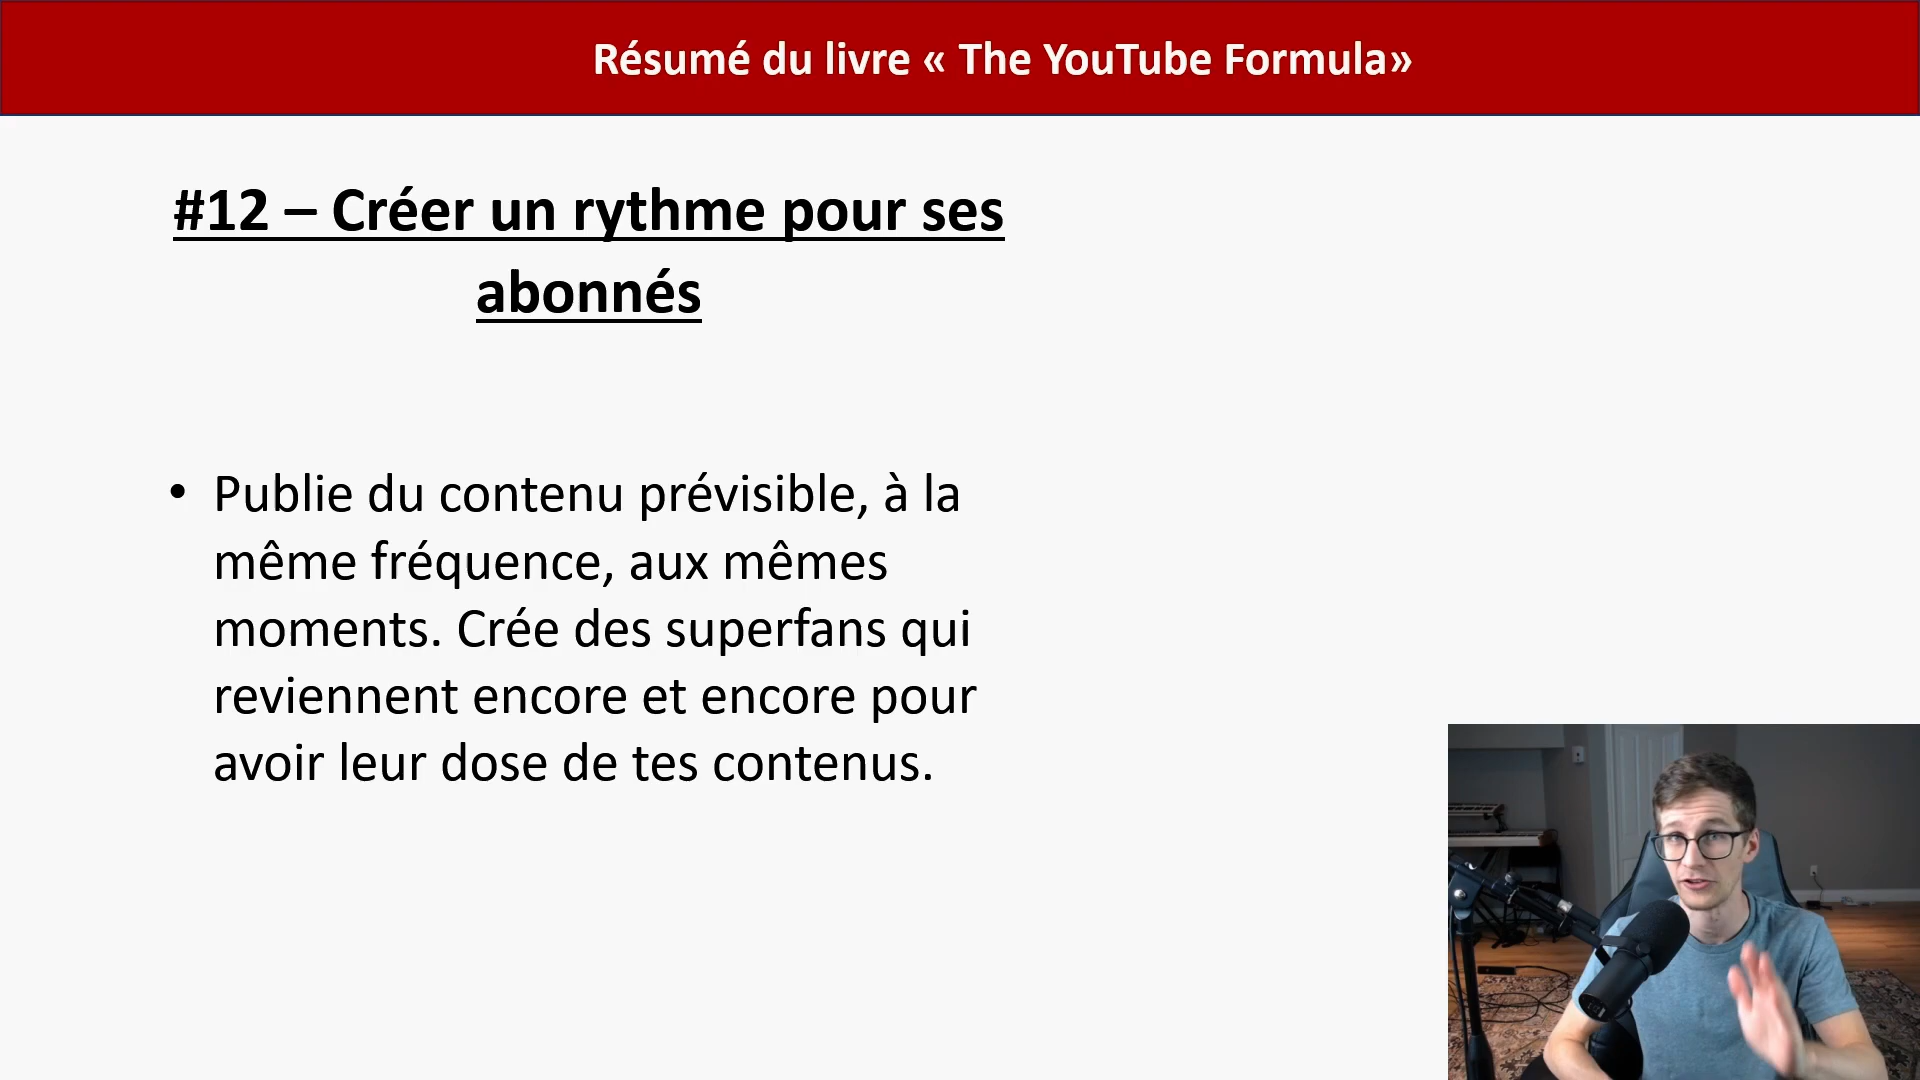 Résumé du livre « The YouTube Formula»
#12 – Créer un rythme pour ses
abonnés
• Publie du contenu prévisible, à la
même fréquence, aux mêmes
moments. Crée des superfans qui
reviennent encore et encore pour
avoir leur dose de tes contenus.